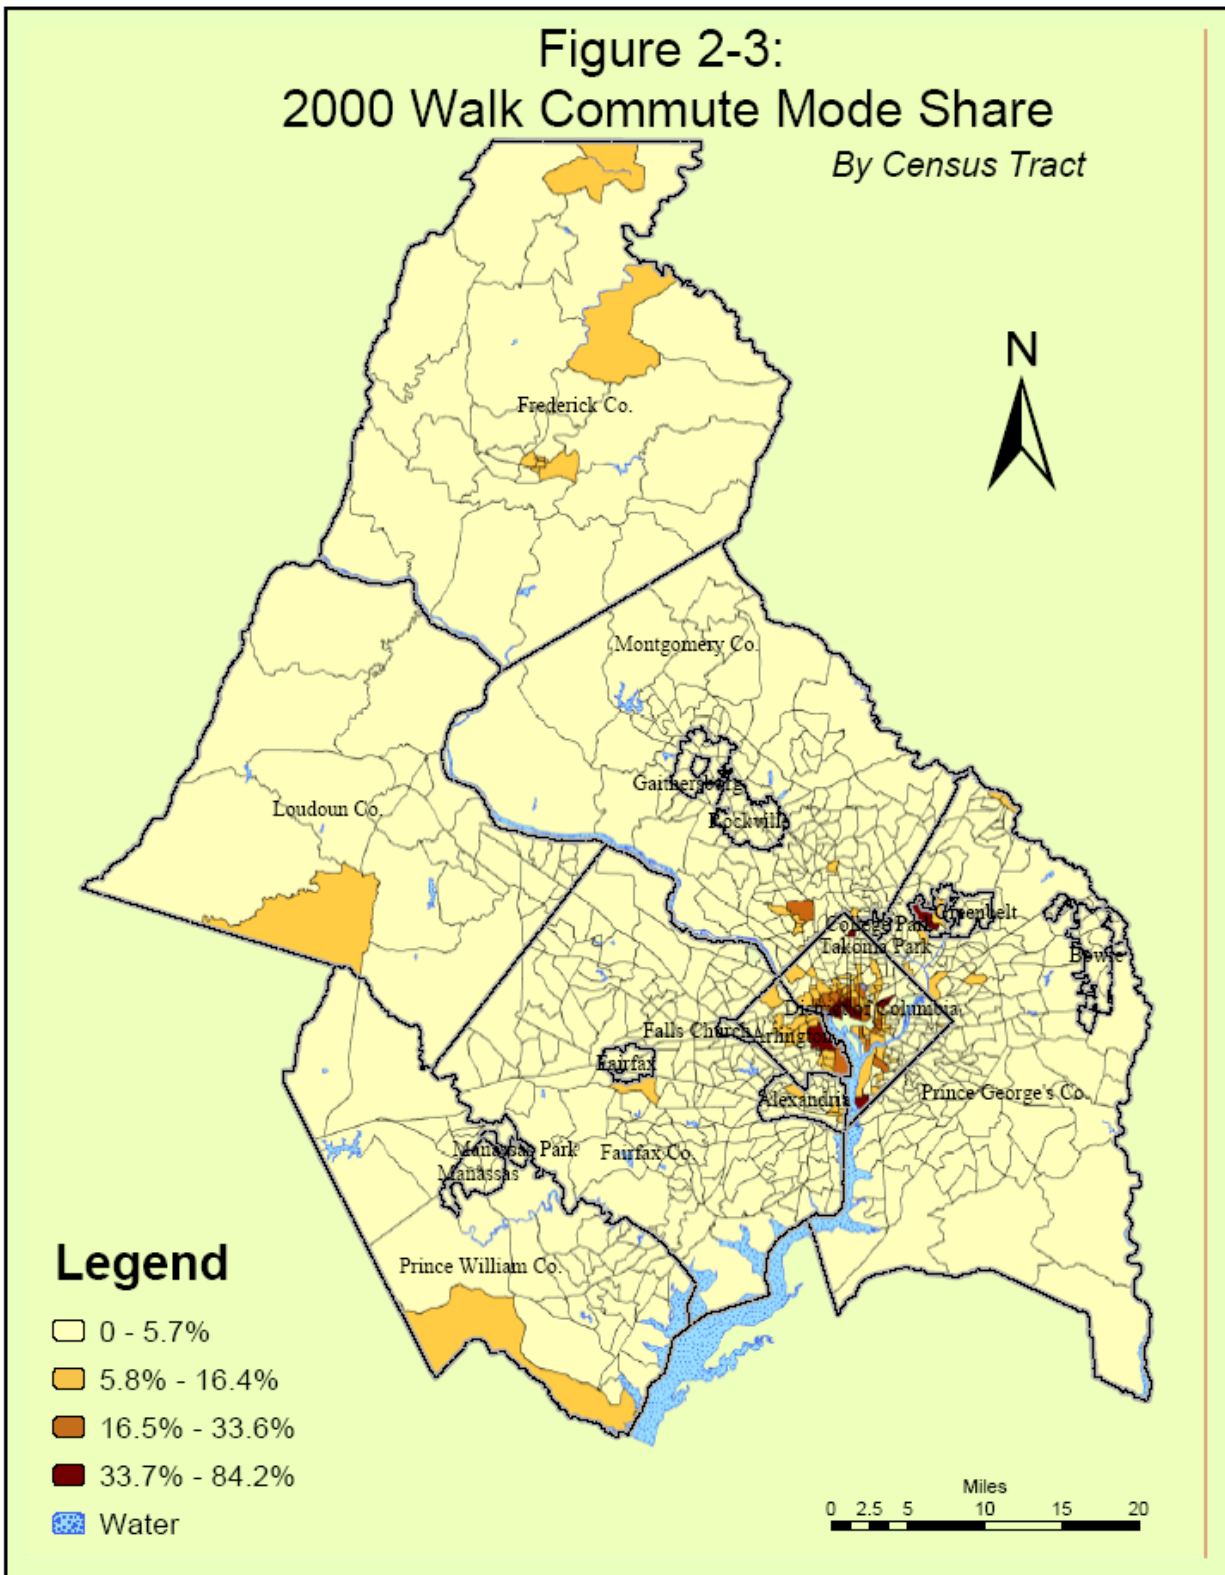 Figure 2-3:
2000 Walk Commute Mode Share
By Census Tract
N
Frederick Co.
Montgomery Co.
Gaithersburg
Rockville
Loudoun Co.
Greenbelt
College Park
Takoma Park
Bowie
District of Columbia
Falls Church
Arlington
Fairfax
Alexandria
Prince George's Co.
Manassas Park
Fairfax Co.
Manassas
Prince William Co.
Legend
0 - 5.7%
5.8% - 16.4%
16.5% - 33.6%
33.7% - 84.2%
Water
Miles
0 2.5 5 10 15 20